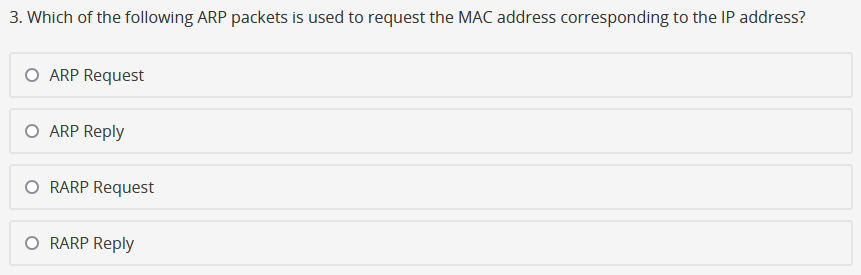 3. Which of the following ARP packets is used to request the MAC address corresponding to the IP address?
ARP Request
ARP Reply
RARP Request
RARP Reply